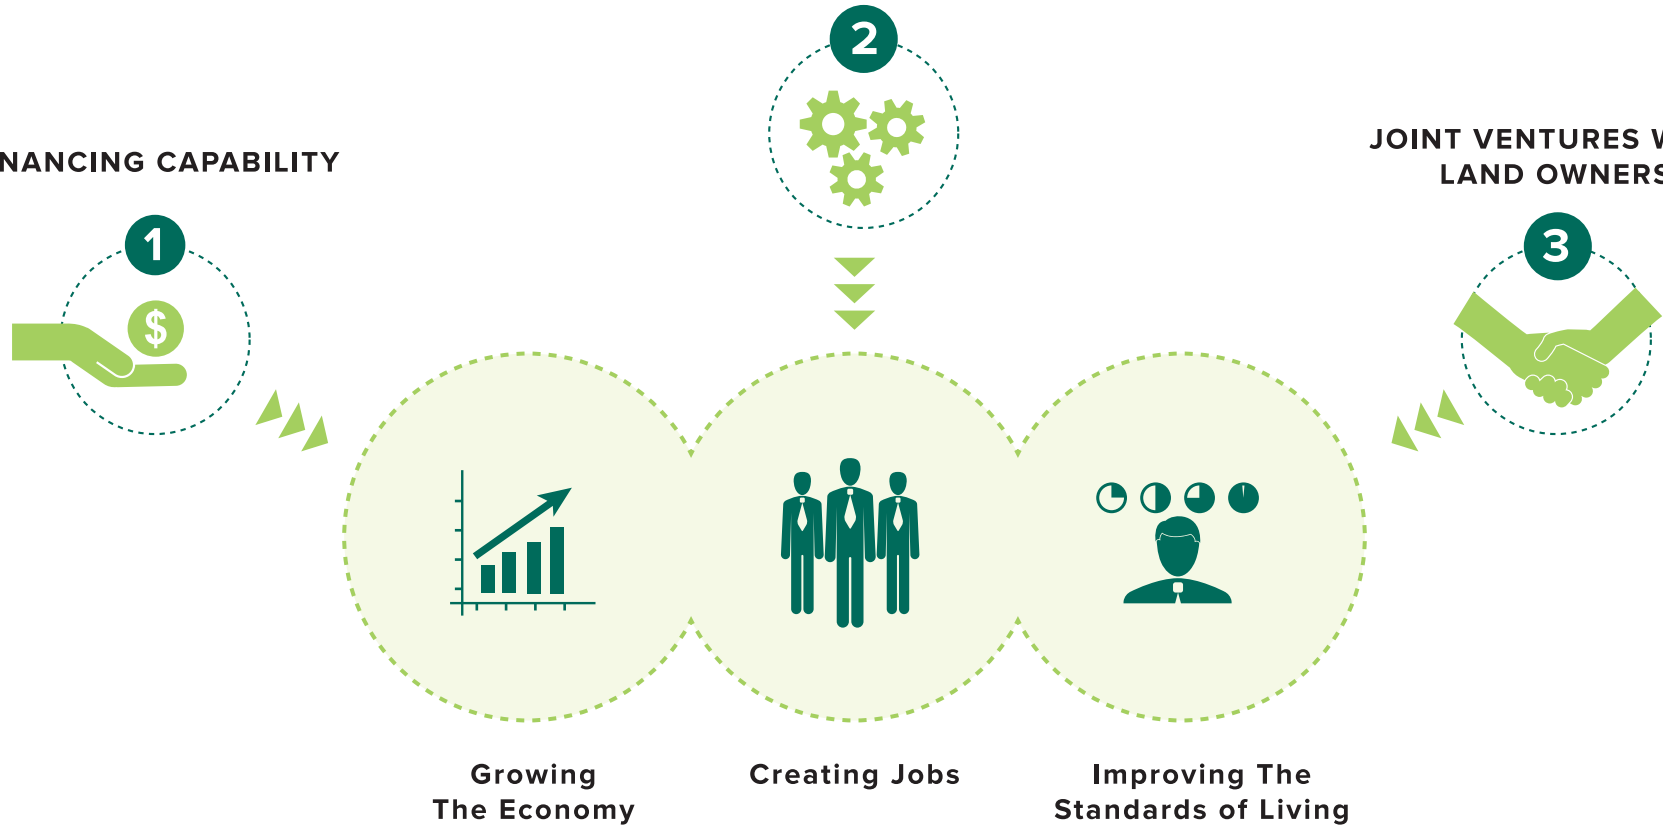 2
NANCING CAPABILITY
JOINT VENTURES W
LAND OWNERS
1
$
3
Growing
The Economy
Creating Jobs
Improving The
Standards of Living